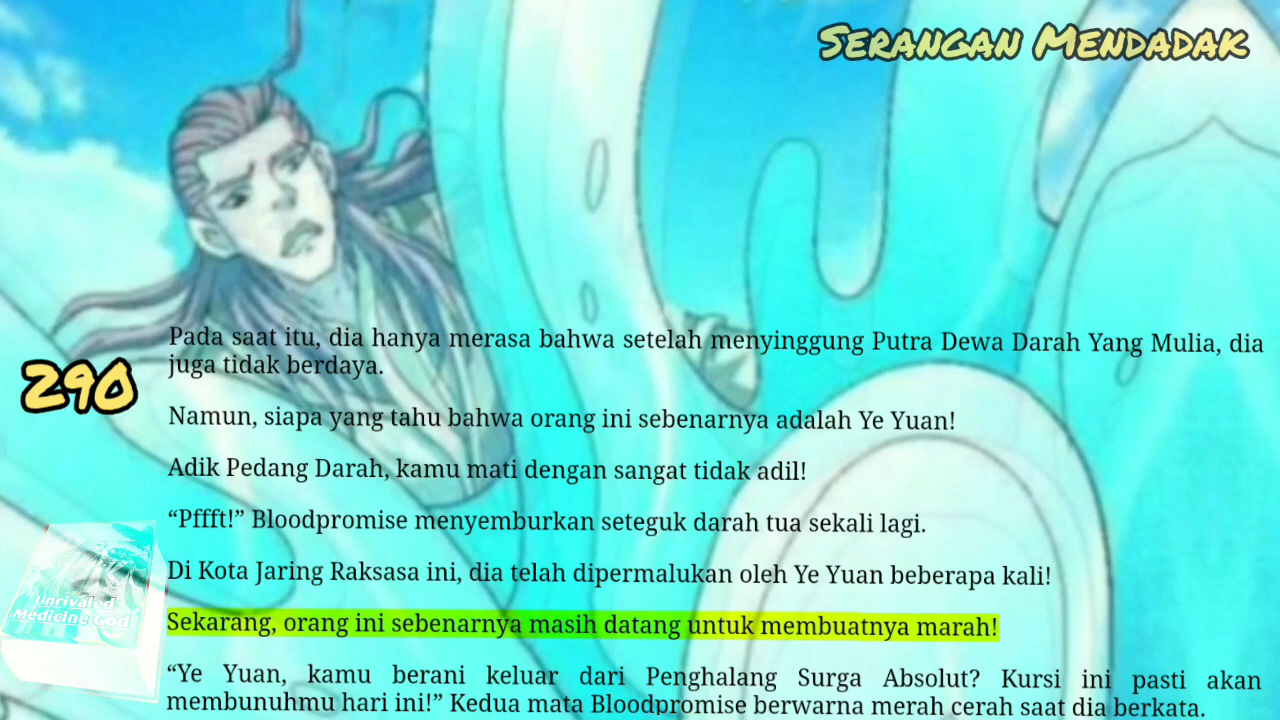 Serangan Mendadak
Pada saat itu, dia hanya merasa bahwa setelah menyinggung Putra Dewa Darah Yang Mulia, dia
juga tidak berdaya.
290
Namun, siapa yang tahu bahwa orang ini sebenarnya adalah Ye Yuan!
Adik Pedang Darah, kamu mati dengan sangat tidak adil!
“Pffft!” Bloodpromise menyemburkan seteguk darah tua sekali lagi.
Di Kota Jaring Raksasa ini, dia telah dipermalukan oleh Ye Yuan beberapa kali!
Unrivaled
Medicine God
Sekarang, orang ini sebenarnya masih datang untuk membuatnya marah!
“Ye Yuan, kamu berani keluar dari Penghalang Surga Absolut? Kursi ini pasti akan
membunuhmu hari ini!” Kedua mata Bloodpromise berwarna merah cerah saat dia berkata.